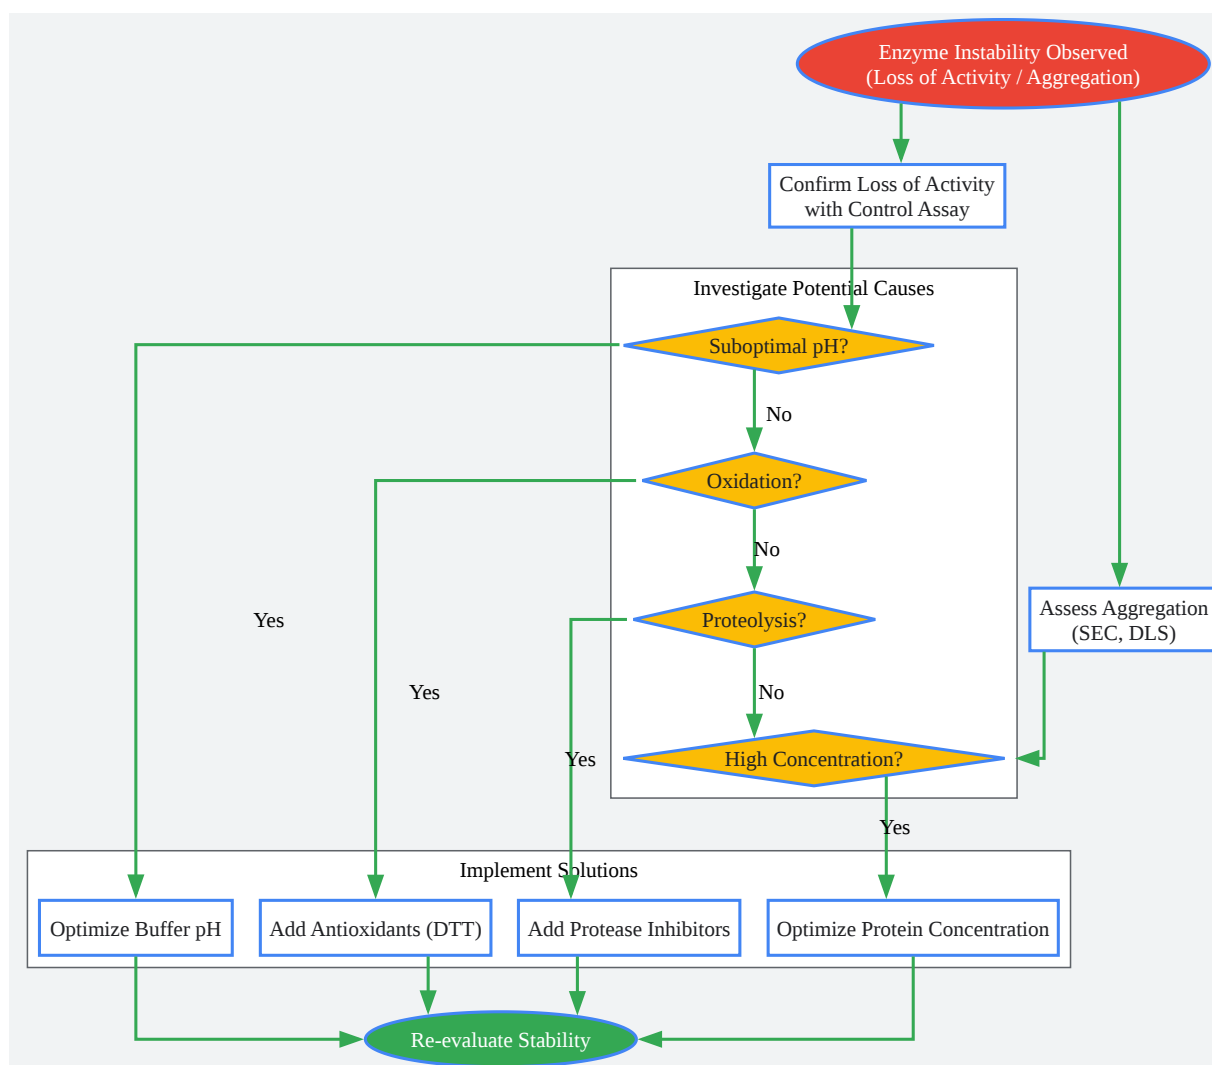 Enzyme Instability Observed
(Loss of Activity / Aggregation)
Confirm Loss of Activity
with Control Assay
Investigate Potential Causes
Suboptimal pH?
No
Oxidation?
No
Proteolysis?
No
High Concentration?
Assess Aggregation
(SEC, DLS)
Yes
Yes
Yes
Yes
Implement Solutions
Optimize Buffer pH
Add Antioxidants (DTT)
Add Protease Inhibitors
Optimize Protein Concentration
Re-evaluate Stability